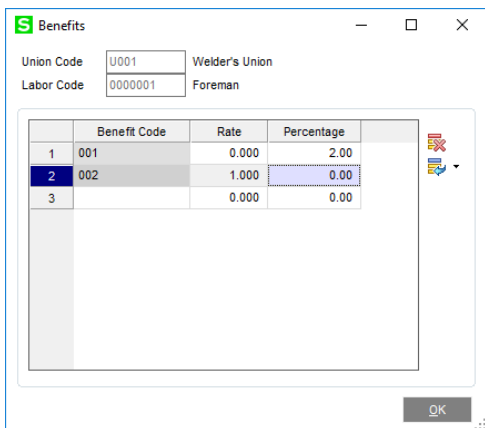 S Benefits
Union Code U001 Welder's Union
Labor Code 0000001 Foreman
Benefit Code Rate Percentage
1 001 0.000 2.00
2 002 1.000 0.00
3 0.000 0.00
OK